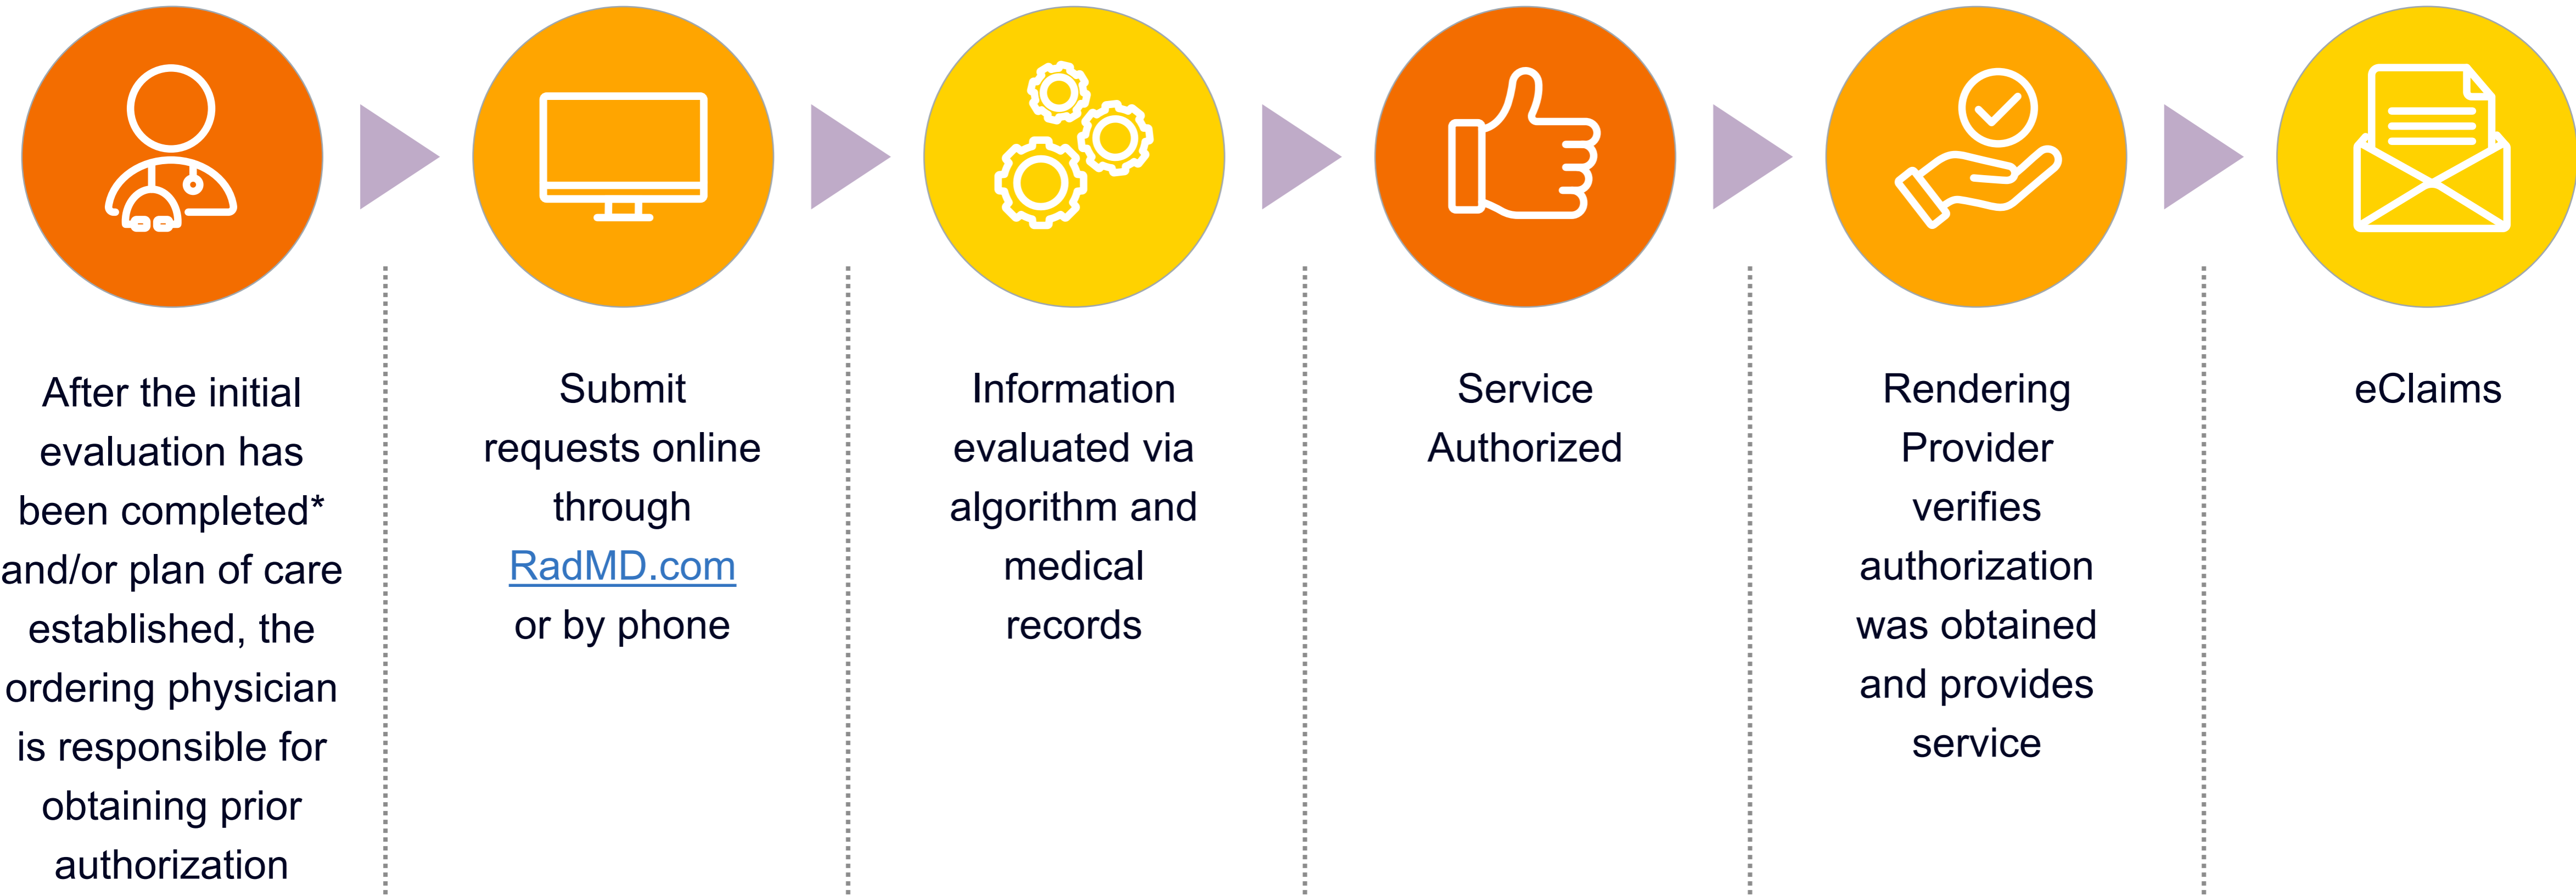 After the initial
evaluation has
been completed*
and/or plan of care
established, the
ordering physician
is responsible for
obtaining prior
authorization
Submit
requests online
through
RadMD.com
or by phone
Information
evaluated via
algorithm and
medical
records
Service
Authorized
Rendering
Provider
verifies
authorization
was obtained
and provides
service
eClaims